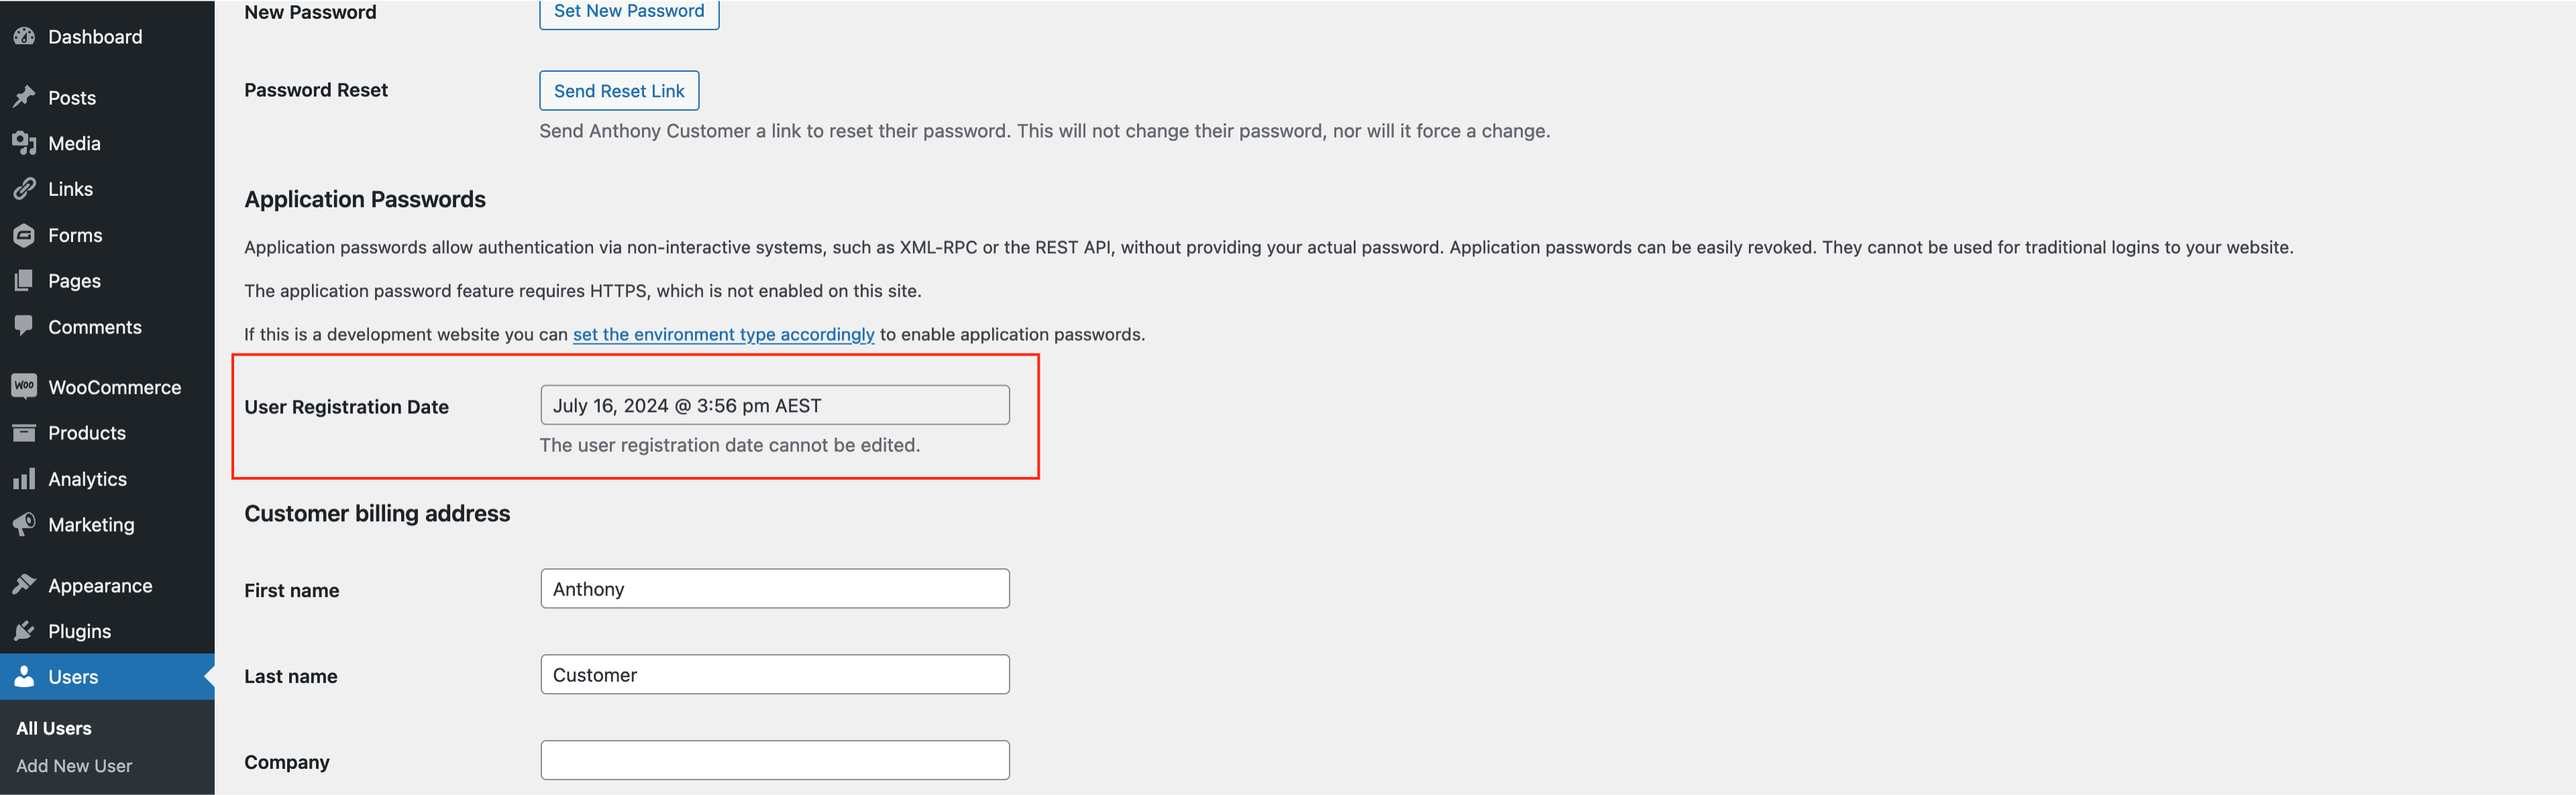 Dashboard
Posts
Media
Links
Forms
Pages
Comments
Woo WooCommerce
Products
Analytics
Marketing
Appearance
Plugins
Users
All Users
Add New User
New Password Set New Password
Password Reset Send Reset Link
Send Anthony Customer a link to reset their password. This will not change their password, nor will it force a change.
Application Passwords
Application passwords allow authentication via non-interactive systems, such as XML-RPC or the REST API, without providing your actual password. Application passwords can be easily revoked. They cannot be used for traditional logins to your website.
The application password feature requires HTTPS, which is not enabled on this site.
If this is a development website you can set the environment type accordingly to enable application passwords.
User Registration Date July 16, 2024 @ 3:56 pm AEST
The user registration date cannot be edited.
Customer billing address
First name Anthony
Last name Customer
Company